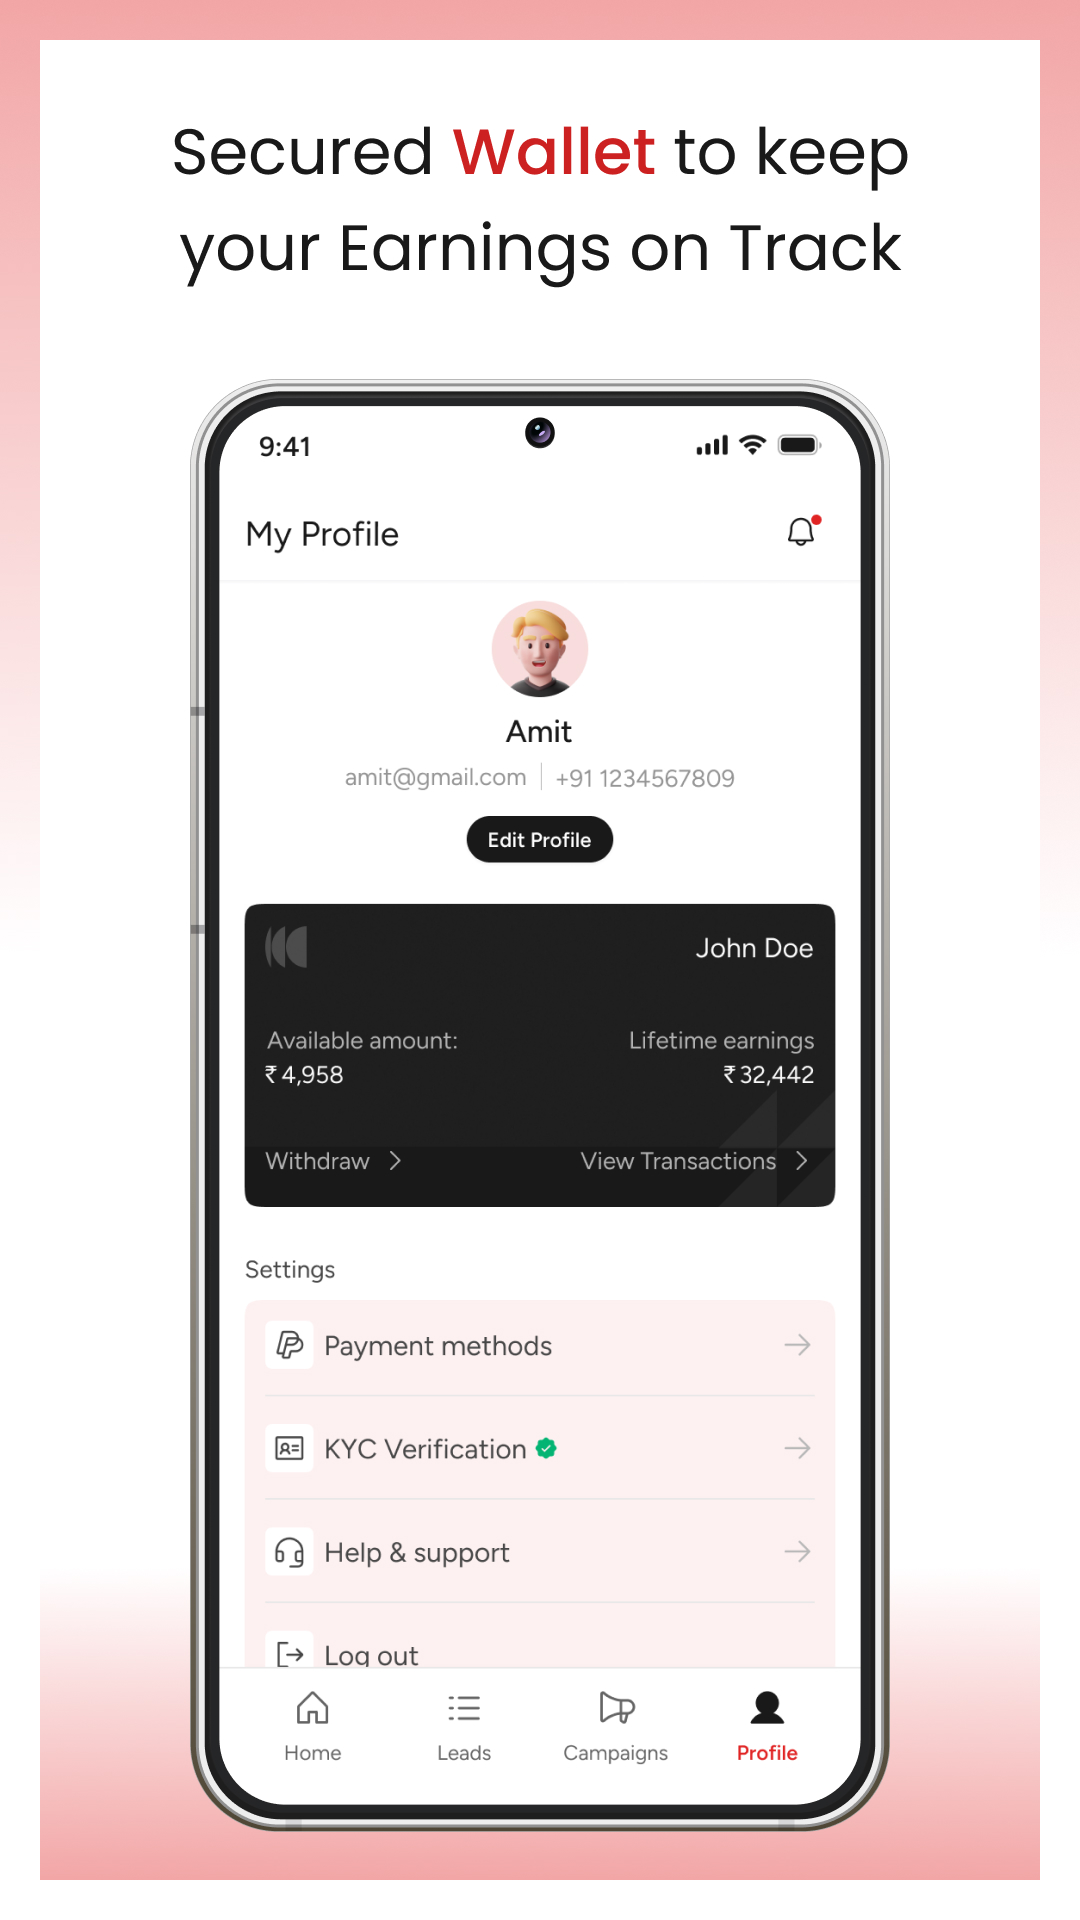 Secured Wallet to keep
your Earnings on Track
9:41
My Profile
Amit
amit@gmail.com
+91 1234567809
Edit Profile
John Doe
Available amount:
Lifetime earnings
₹ 4,958
₹ 32,442
Withdraw
View Transactions
Settings
Payment methods
KYC Verification
Help & support
Log out
Home
Leads
Campaigns
Profile